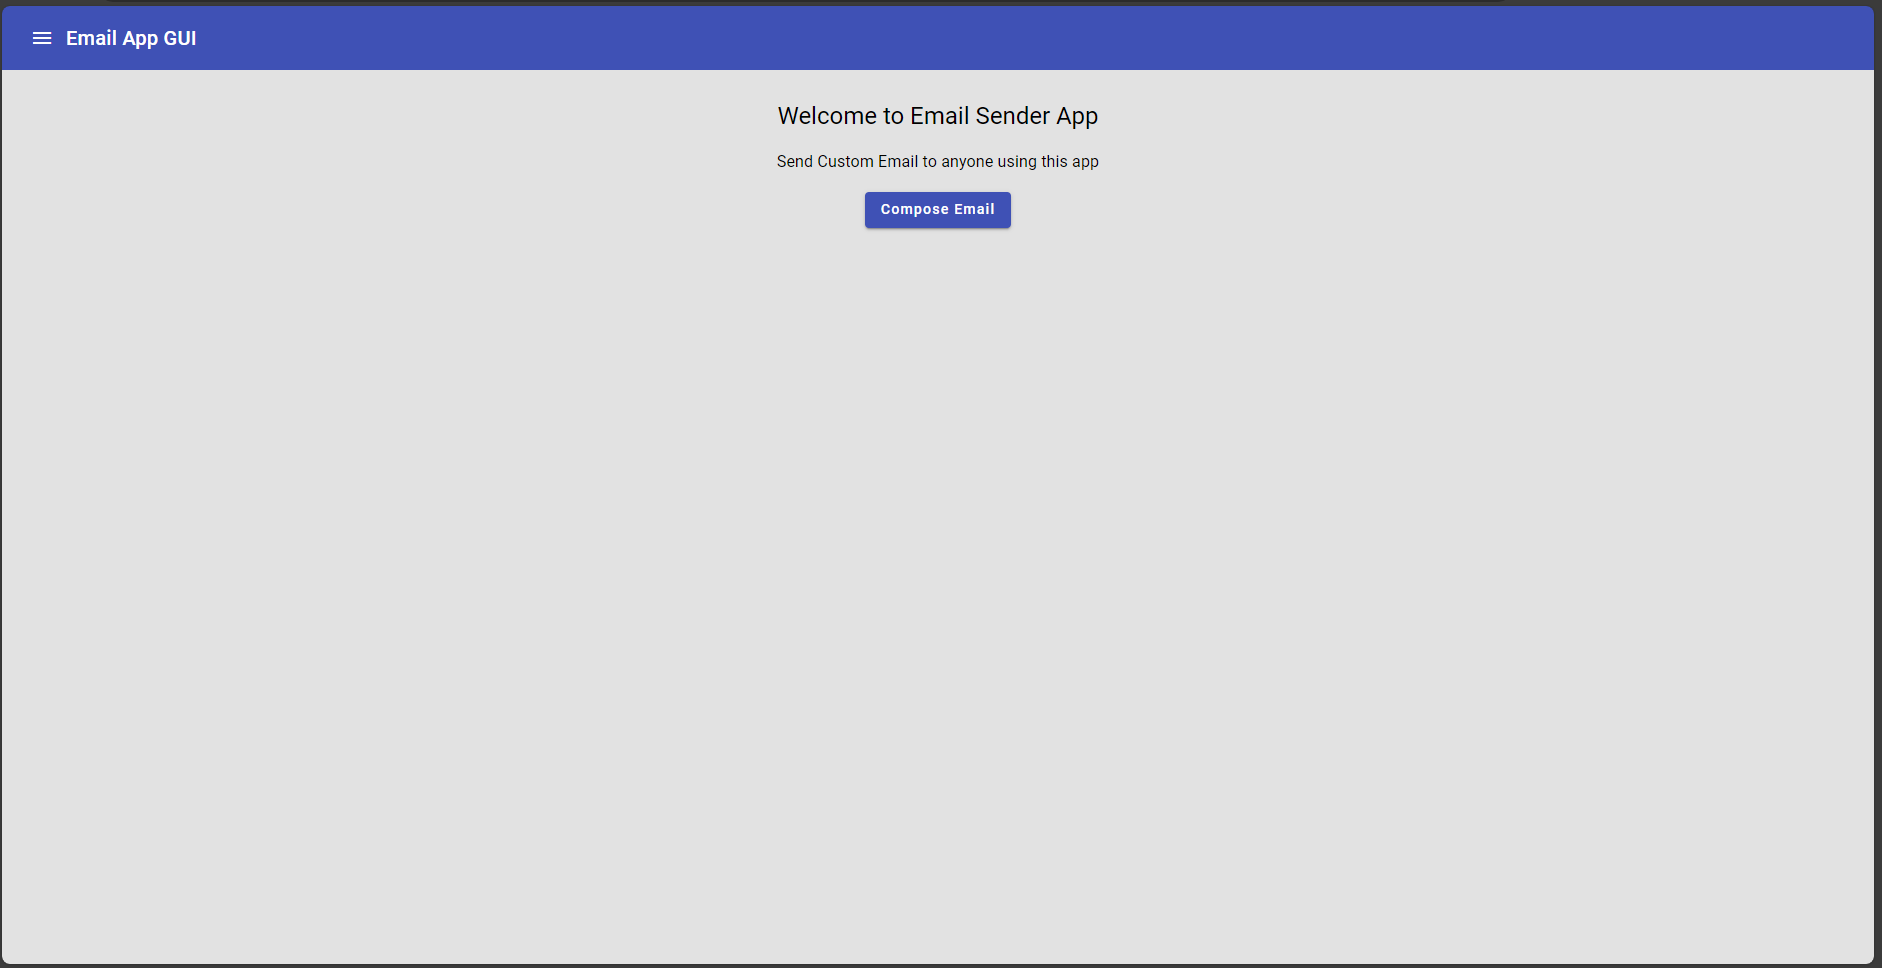 Email App GUI
Welcome to Email Sender App
Send Custom Email to anyone using this app
Compose Email